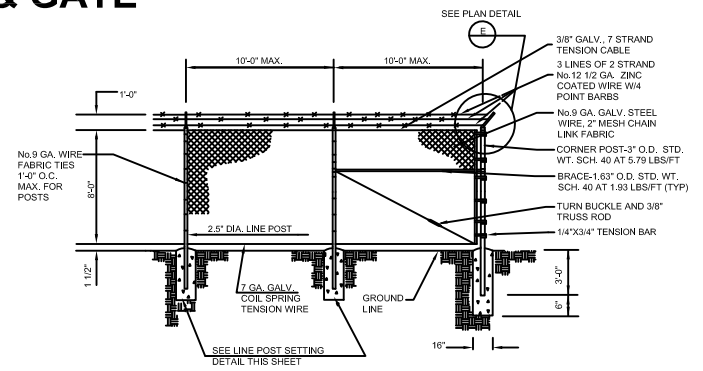 & GATE
SEE PLAN DETAIL
E
3/8" GALV., 7 STRAND
TENSION CABLE
10'-0" MAX.
10'-0" MAX.
3 LINES OF 2 STRAND
No.12 1/2 GA. ZINC
COATED WIRE W/4
POINT BARBS
1'-0"
No.9 GA. GALV. STEEL
WIRE, 2" MESH CHAIN
LINK FABRIC
No.9 GA. WIRE
FABRIC TIES
1'-0" O.C.
MAX. FOR
POSTS
8'-0"
CORNER POST-3" O.D. STD.
WT. SCH. 40 AT 5.79 LBS/FT
BRACE-1.63" O.D. STD. WT.
SCH. 40 AT 1.93 LBS/FT (TYP)
TURN BUCKLE AND 3/8"
TRUSS ROD
2.5" DIA. LINE POST
1/4"X3/4" TENSION BAR
1 1/2"
7 GA. GALV.
COIL SPRING
TENSION WIRE
GROUND
LINE
3'-0"
6"
16"
SEE LINE POST SETTING
DETAIL THIS SHEET